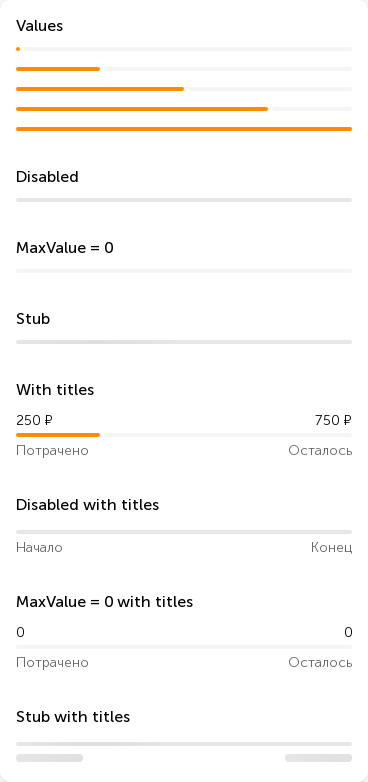 Values
Disabled
MaxValue = 0
Stub
With titles
250 ₽ 750 ₽
Потрачено Осталось
Disabled with titles
Начало Конец
MaxValue = 0 with titles
0 0
Потрачено Осталось
Stub with titles